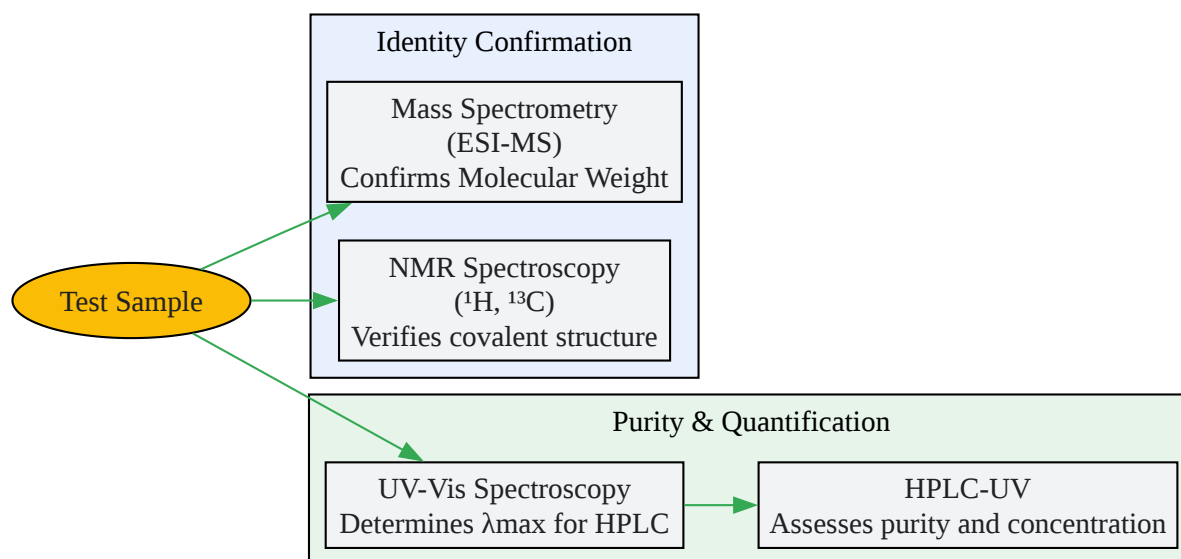 Identity Confirmation
Mass Spectrometry
(ESI-MS)
Confirms Molecular Weight
NMR Spectroscopy
(¹H, ¹³C)
Verifies covalent structure
Test Sample
Purity & Quantification
UV-Vis Spectroscopy
Determines λmax for HPLC
HPLC-UV
Assesses purity and concentration